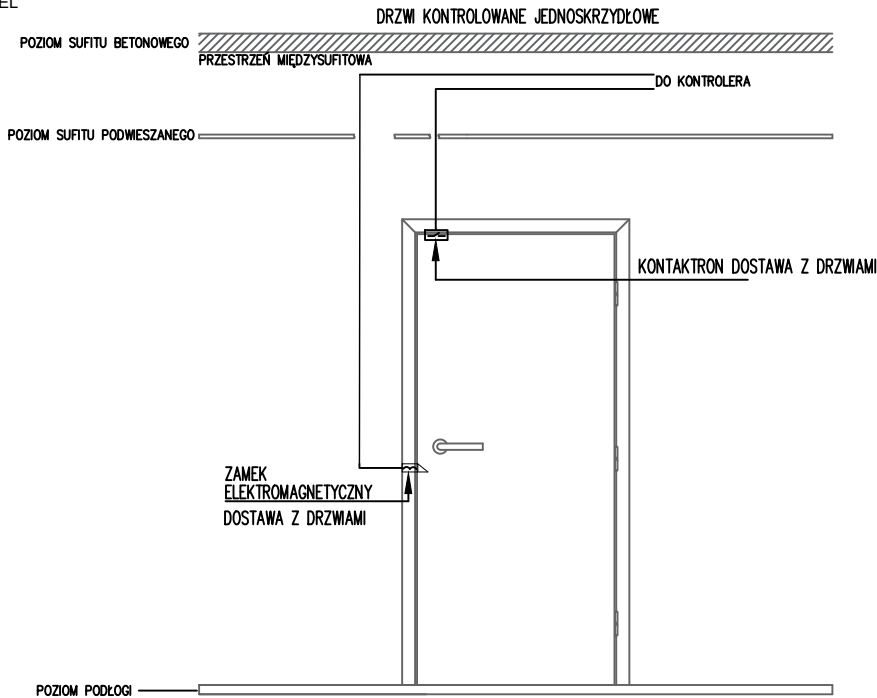 EL
DRZWI KONTROLOWANE JEDNOSKRZYDŁOWE
POZIOM SUFITU BETONOWEGO
PRZESTRZEŃ MIĘDZYSUFITOWA
DO KONTROLERA
POZIOM SUFITU PODWIESZANEGO
KONTAKTRON DOSTAWA Z DRZWIAMI
ZAMEK
ELEKTROMAGNETYCZNY
DOSTAWA Z DRZWIAMI
POZIOM PODŁOGI